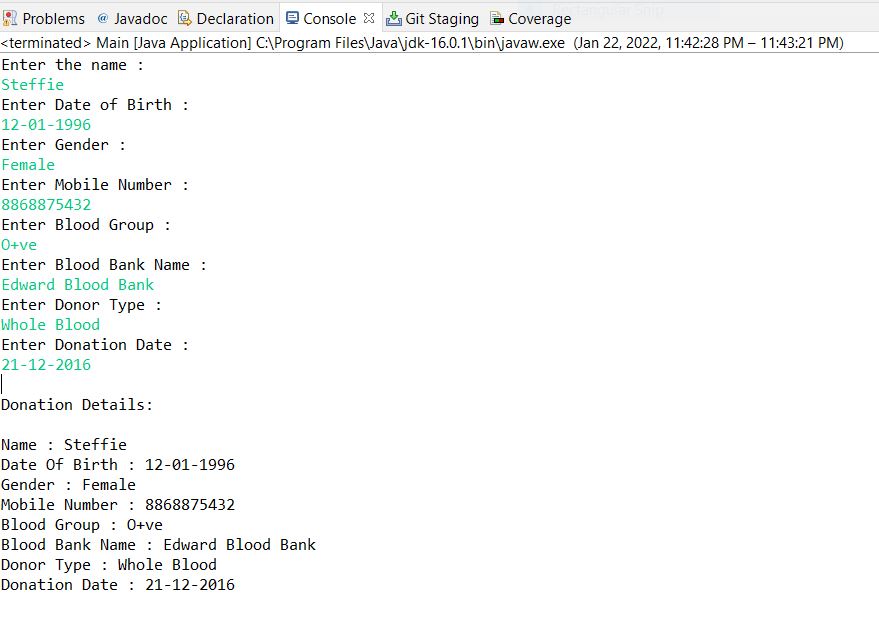 Problems @ Javadoc Declaration Console Git Staging Coverage
<terminated> Main [Java Application] C:\Program Files\Java\jdk-16.0.1\bin\javaw.exe (Jan 22, 2022, 11:42:28 PM – 11:43:21 PM)
Enter the name :
Steffie
Enter Date of Birth :
12-01-1996
Enter Gender :
Female
Enter Mobile Number :
8868875432
Enter Blood Group :
O+ve
Enter Blood Bank Name :
Edward Blood Bank
Enter Donor Type :
Whole Blood
Enter Donation Date :
21-12-2016
Donation Details:
Name : Steffie
Date Of Birth : 12-01-1996
Gender : Female
Mobile Number : 8868875432
Blood Group : O+ve
Blood Bank Name : Edward Blood Bank
Donor Type : Whole Blood
Donation Date : 21-12-2016